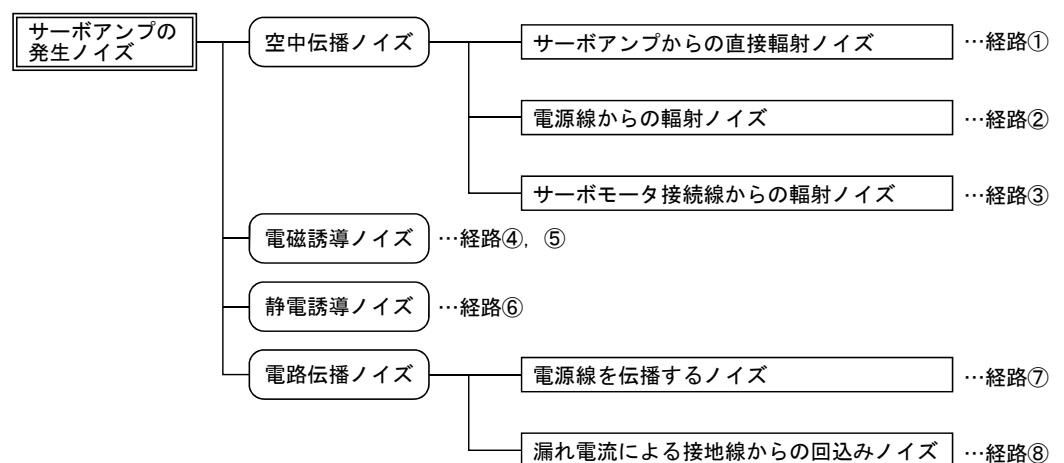 サーボアンプの
発生ノイズ
空中伝播ノイズ
サーボアンプからの直接輻射ノイズ …経路①
電源線からの輻射ノイズ …経路②
サーボモータ接続線からの輻射ノイズ …経路③
電磁誘導ノイズ …経路④，⑤
静電誘導ノイズ …経路⑥
電路伝播ノイズ
電源線を伝播するノイズ …経路⑦
漏れ電流による接地線からの回込みノイズ …経路⑧